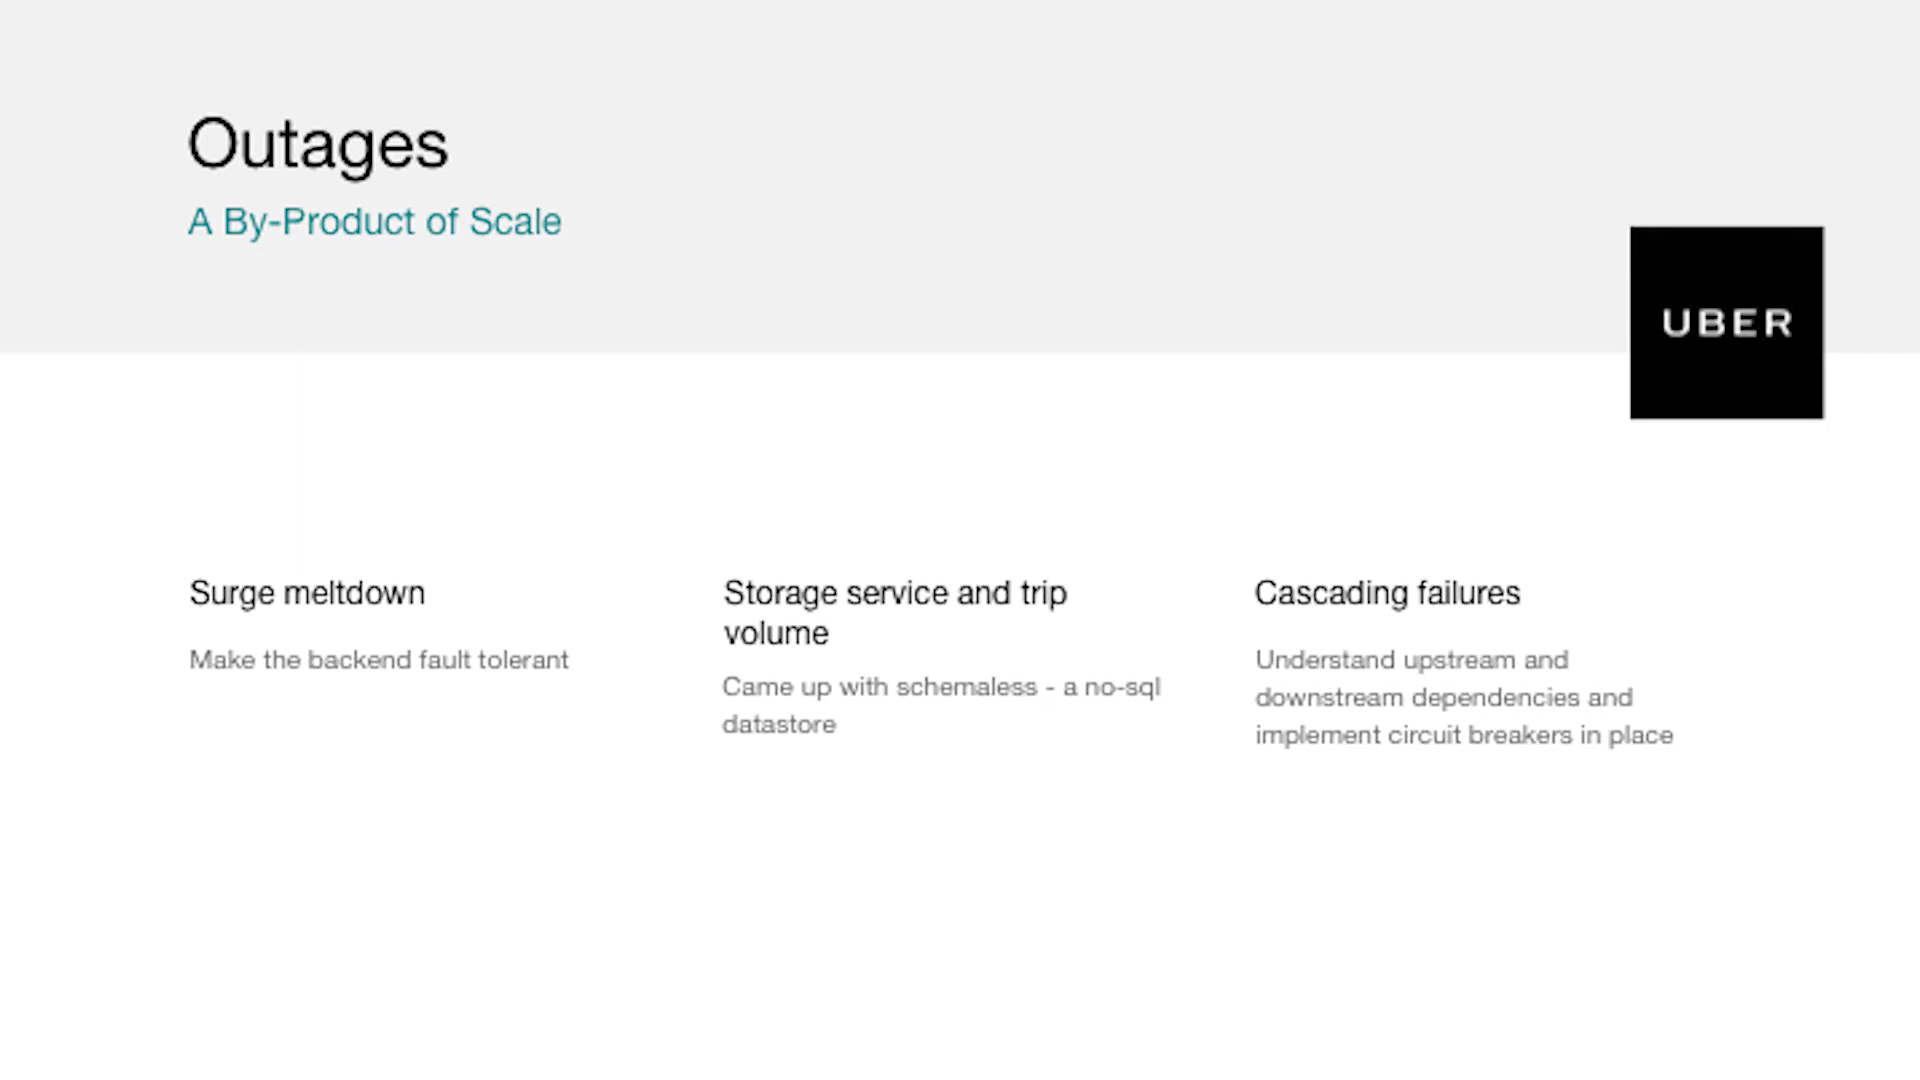 Outages
A By-Product of Scale
UBER
Surge meltdown
Make the backend fault tolerant
Storage service and trip
volume
Came up with schemaless - a no-sql
datastore
Cascading failures
Understand upstream and
downstream dependencies and
implement circuit breakers in place